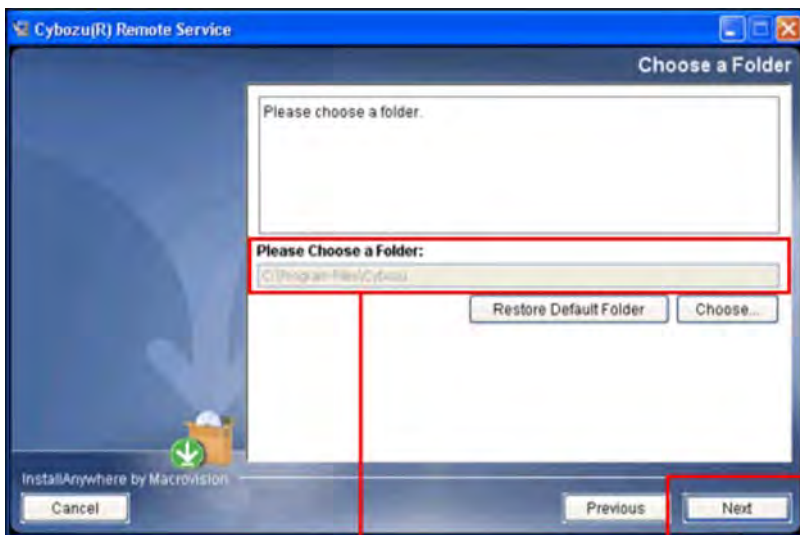 Cybozu(R) Remote Service
Choose a Folder
Please choose a folder.
Please Choose a Folder:
C:\Program Files\Cybozu
Restore Default Folder
Choose...
InstallAnywhere by Macrovision
Cancel
Previous
Next